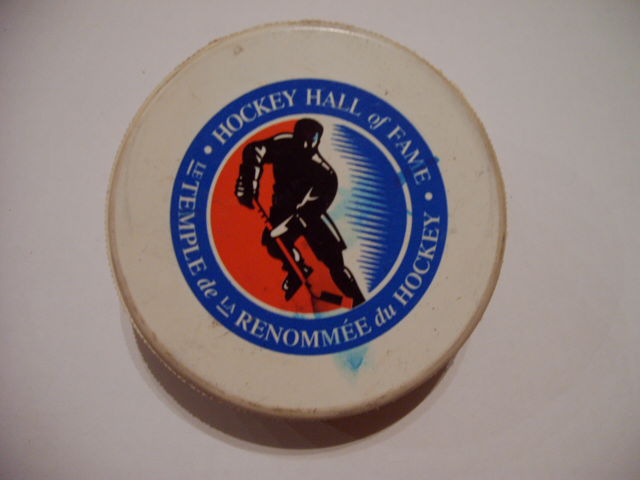 • HOCKEY HALL of FAME •
LE TEMPLE de LA RENOMMÉE du HOCKEY